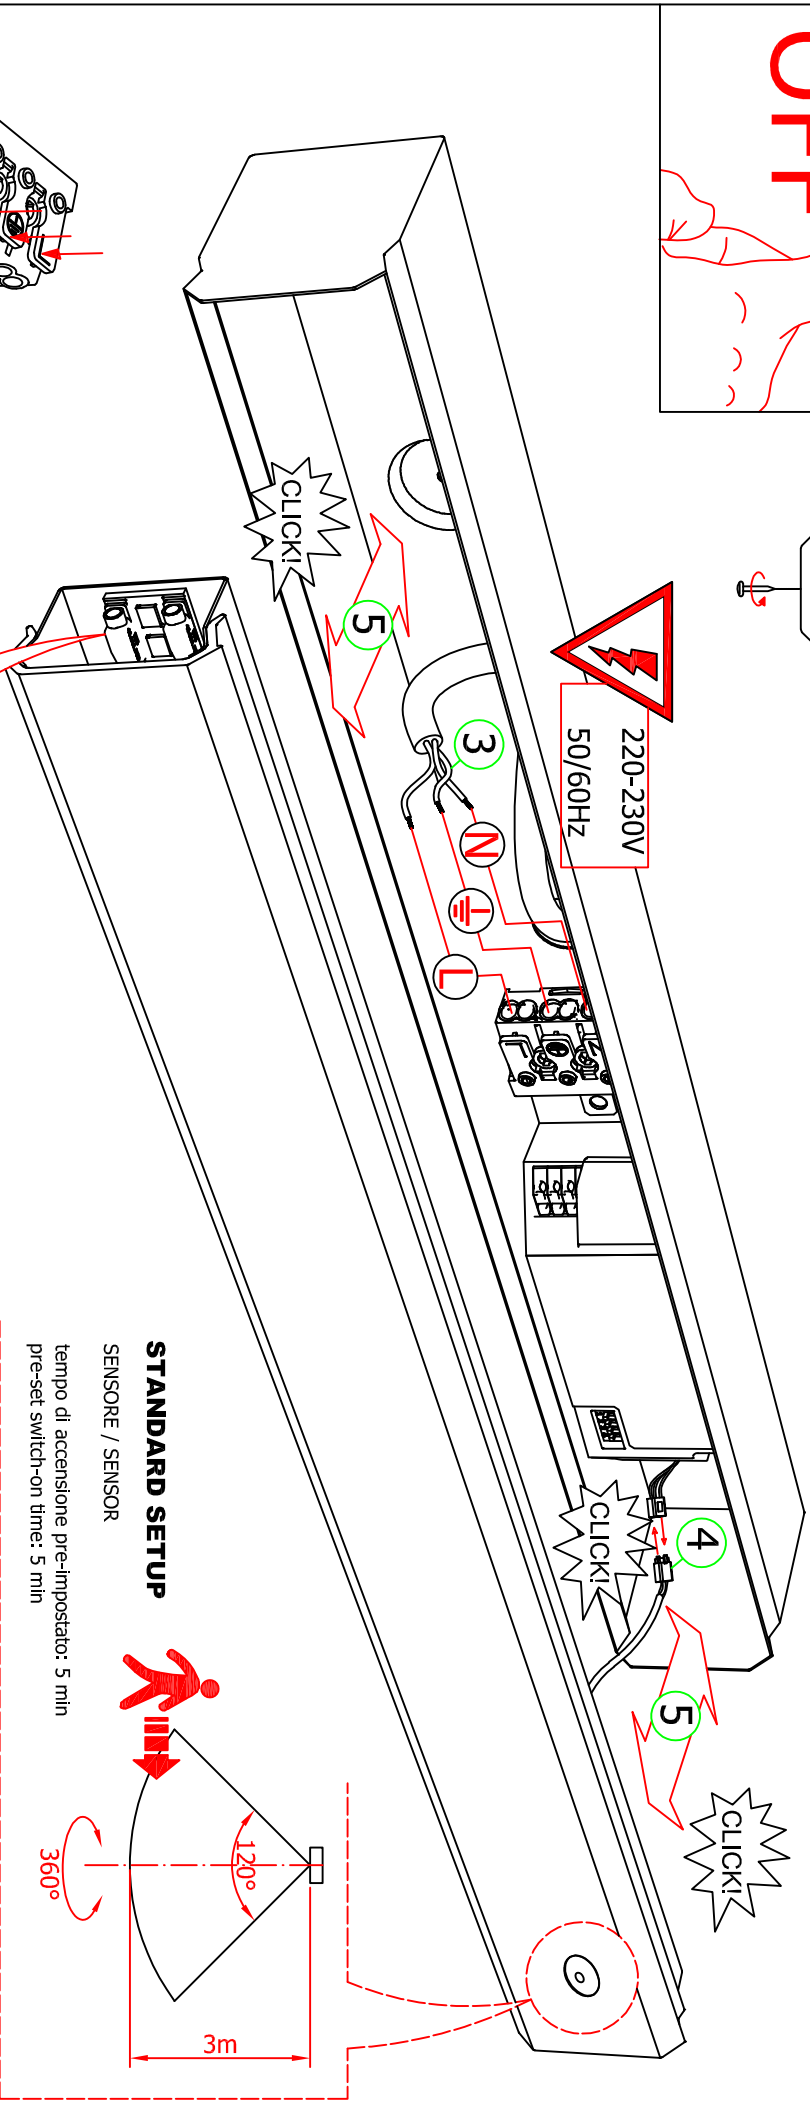 OFF
220-230V
50/60Hz
CLICK!
5
3
N
L
4
CLICK!
5
CLICK!
STANDARD SETUP
SENSORE / SENSOR
tempo di accensione pre-impostato: 5 min
pre-set switch-on time: 5 min
120°
360°
3m